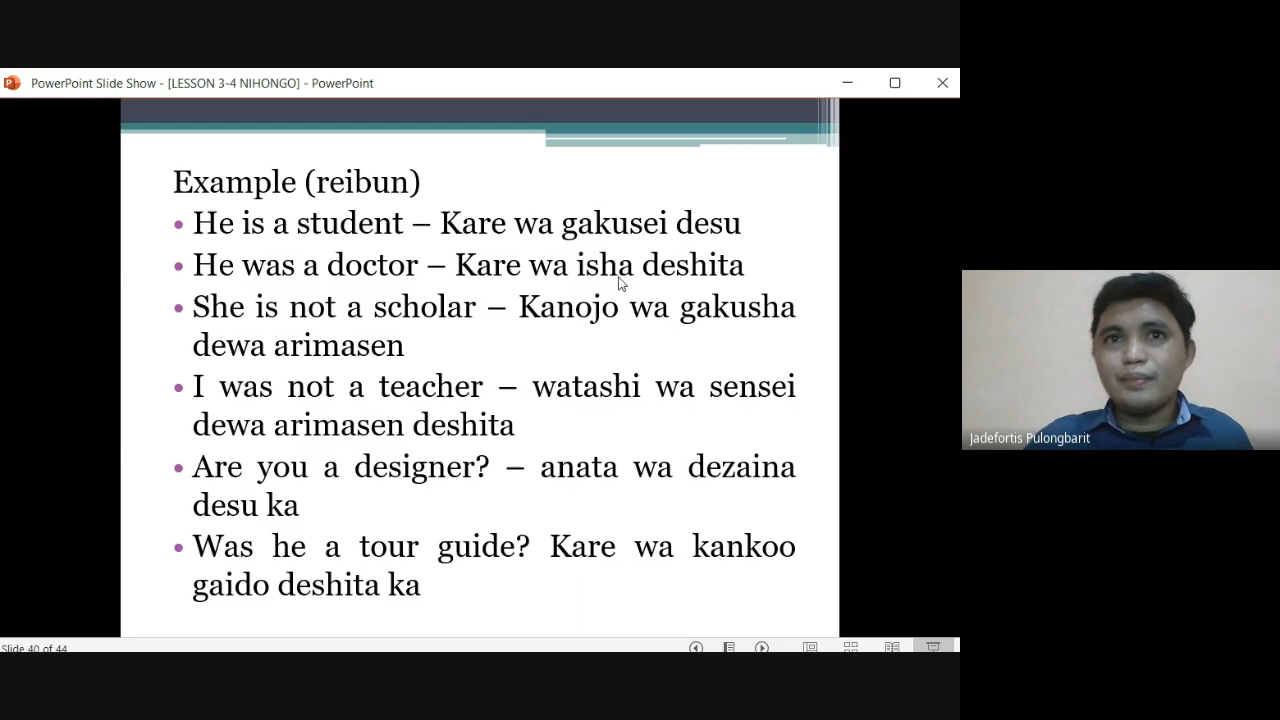 PowerPoint Slide Show - [LESSON 3-4 NIHONGO] - PowerPoint
Example (reibun)
• He is a student – Kare wa gakusei desu
• He was a doctor – Kare wa isha deshita
• She is not a scholar – Kanojo wa gakusha
dewa arimasen
• I was not a teacher – watashi wa sensei
dewa arimasen deshita
• Are you a designer? – anata wa dezaina
desu ka
• Was he a tour guide? Kare wa kankoo
gaido deshita ka
Jadefortis Pulongbarit
Slide 40 of 44